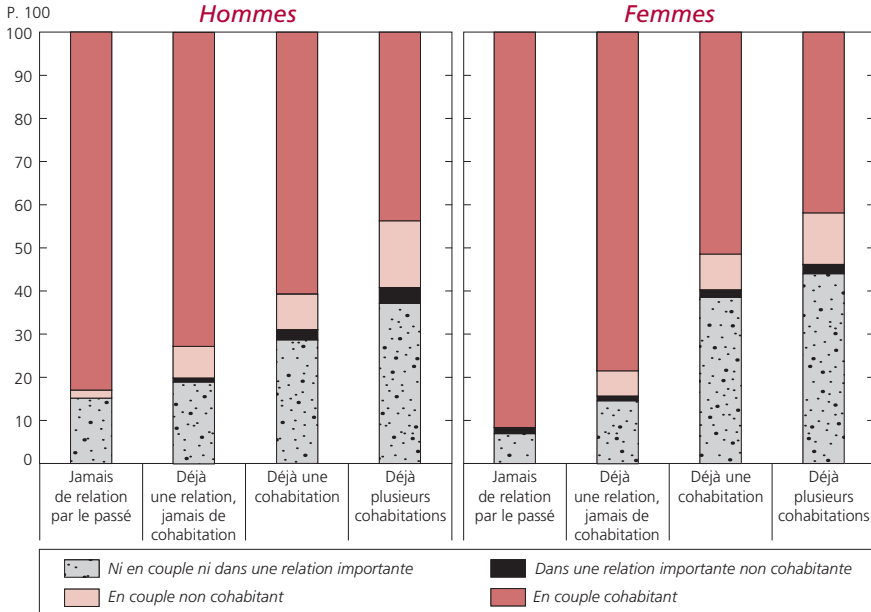 P. 100
Hommes
Femmes
100
90
80
70
60
50
40
30
20
10
0
Jamais
de relation
par le passé
Déjà
une relation,
jamais de
cohabitation
Déjà une
cohabitation
Déjà
plusieurs
cohabitations
Jamais
de relation
par le passé
Déjà
une relation,
jamais de
cohabitation
Déjà une
cohabitation
Déjà
plusieurs
cohabitations
Ni en couple ni dans une relation importante
Dans une relation importante non cohabitante
En couple non cohabitant
En couple cohabitant